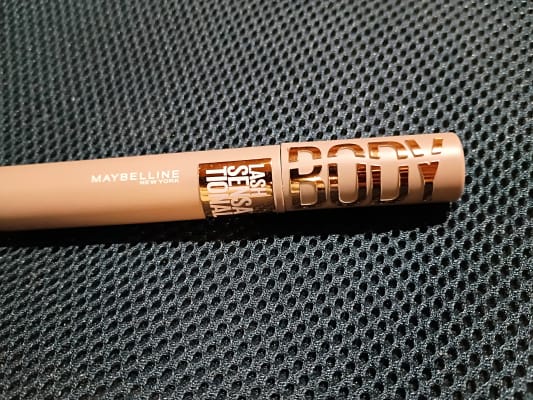 MAYBELLINE
NEW YORK
LASH
SENSA
TIONAL
BODY